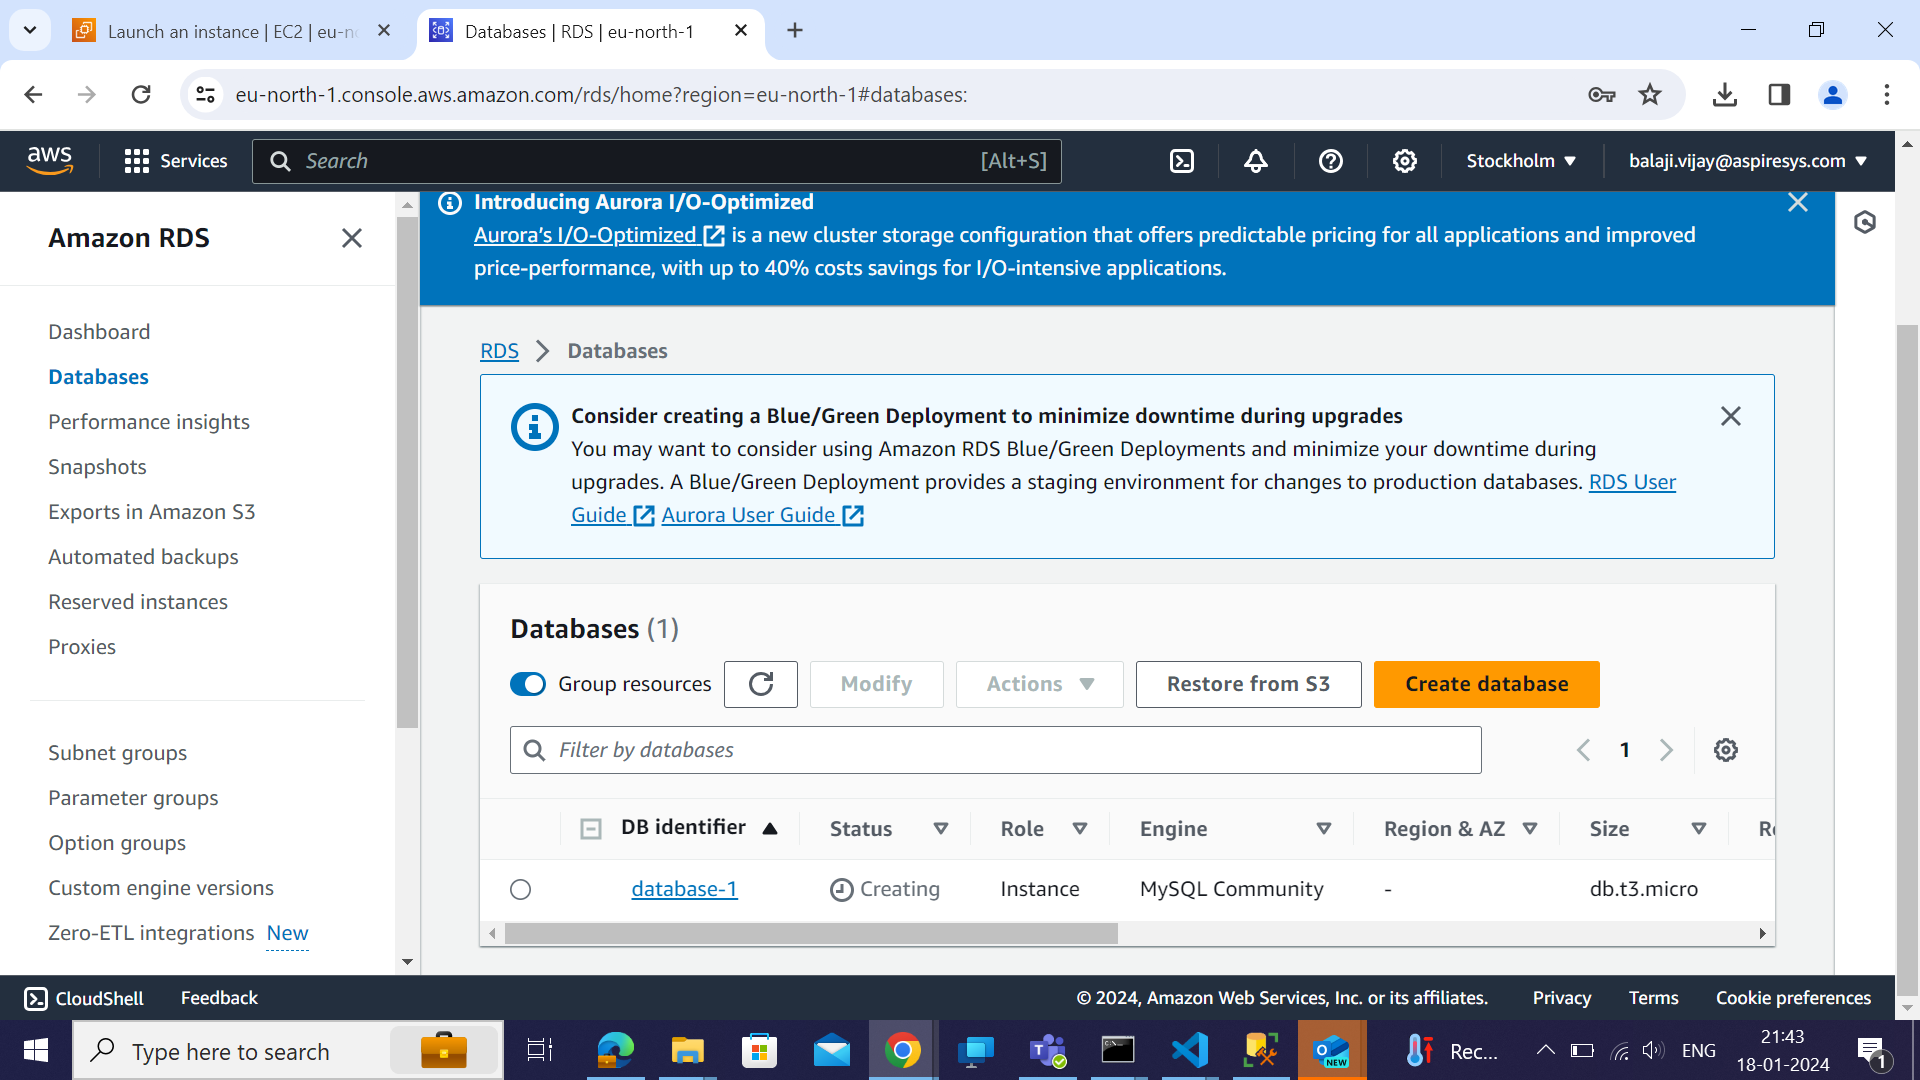 Launch an instance | EC2 | eu-no
Databases | RDS | eu-north-1
eu-north-1.console.aws.amazon.com/rds/home?region=eu-north-1#databases:
aws
Services
Search
[Alt+S]
Stockholm
balaji.vijay@aspiresys.com
Amazon RDS
Dashboard
Databases
Performance insights
Snapshots
Exports in Amazon S3
Automated backups
Reserved instances
Proxies
Subnet groups
Parameter groups
Option groups
Custom engine versions
Zero-ETL integrations New
Introducing Aurora I/O-Optimized
Aurora's I/O-Optimized is a new cluster storage configuration that offers predictable pricing for all applications and improved
price-performance, with up to 40% costs savings for I/O-intensive applications.
RDS > Databases
Consider creating a Blue/Green Deployment to minimize downtime during upgrades
You may want to consider using Amazon RDS Blue/Green Deployments and minimize your downtime during
upgrades. A Blue/Green Deployment provides a staging environment for changes to production databases. RDS User
Guide Aurora User Guide
Databases (1)
Group resources
Modify
Actions
Restore from S3
Create database
Filter by databases
1
DB identifier Status Role Engine Region & AZ Size
database-1 Creating Instance MySQL Community - db.t3.micro
CloudShell
Feedback
© 2024, Amazon Web Services, Inc. or its affiliates.
Privacy
Terms
Cookie preferences
Type here to search
NEW
Rec...
ENG
21:43
18-01-2024
1